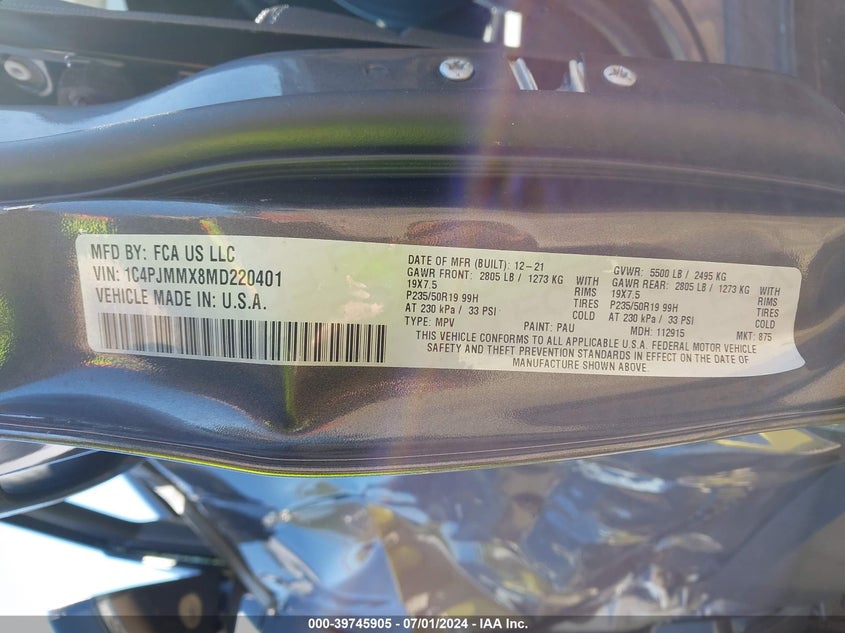 MFD BY: FCA US LLC
VIN: 1C4PJMMX8MD220401
VEHICLE MADE IN U.S.A.
DATE OF MFR (BUILT): 12-21 GVWR: 5500 LB / 2495 KG
GAWR FRONT: 2805 LB / 1273 KG GAWR REAR: 2805 LB / 1273 KG
19X7.5 RIMS 19X7.5 RIMS
P235/50R19 99H TIRES P235/50R19 99H TIRES
AT 230 kPa / 33 PSI COLD AT 230 kPa / 33 PSI COLD
TYPE: MPV PAINT: PAU MDH: 112915 MKT: 875
THIS VEHICLE CONFORMS TO ALL APPLICABLE U.S.A. FEDERAL MOTOR VEHICLE
SAFETY AND THEFT PREVENTION STANDARDS IN EFFECT ON THE DATE OF
MANUFACTURE SHOWN ABOVE.
000-39745905 - 07/01/2024 - IAA Inc.